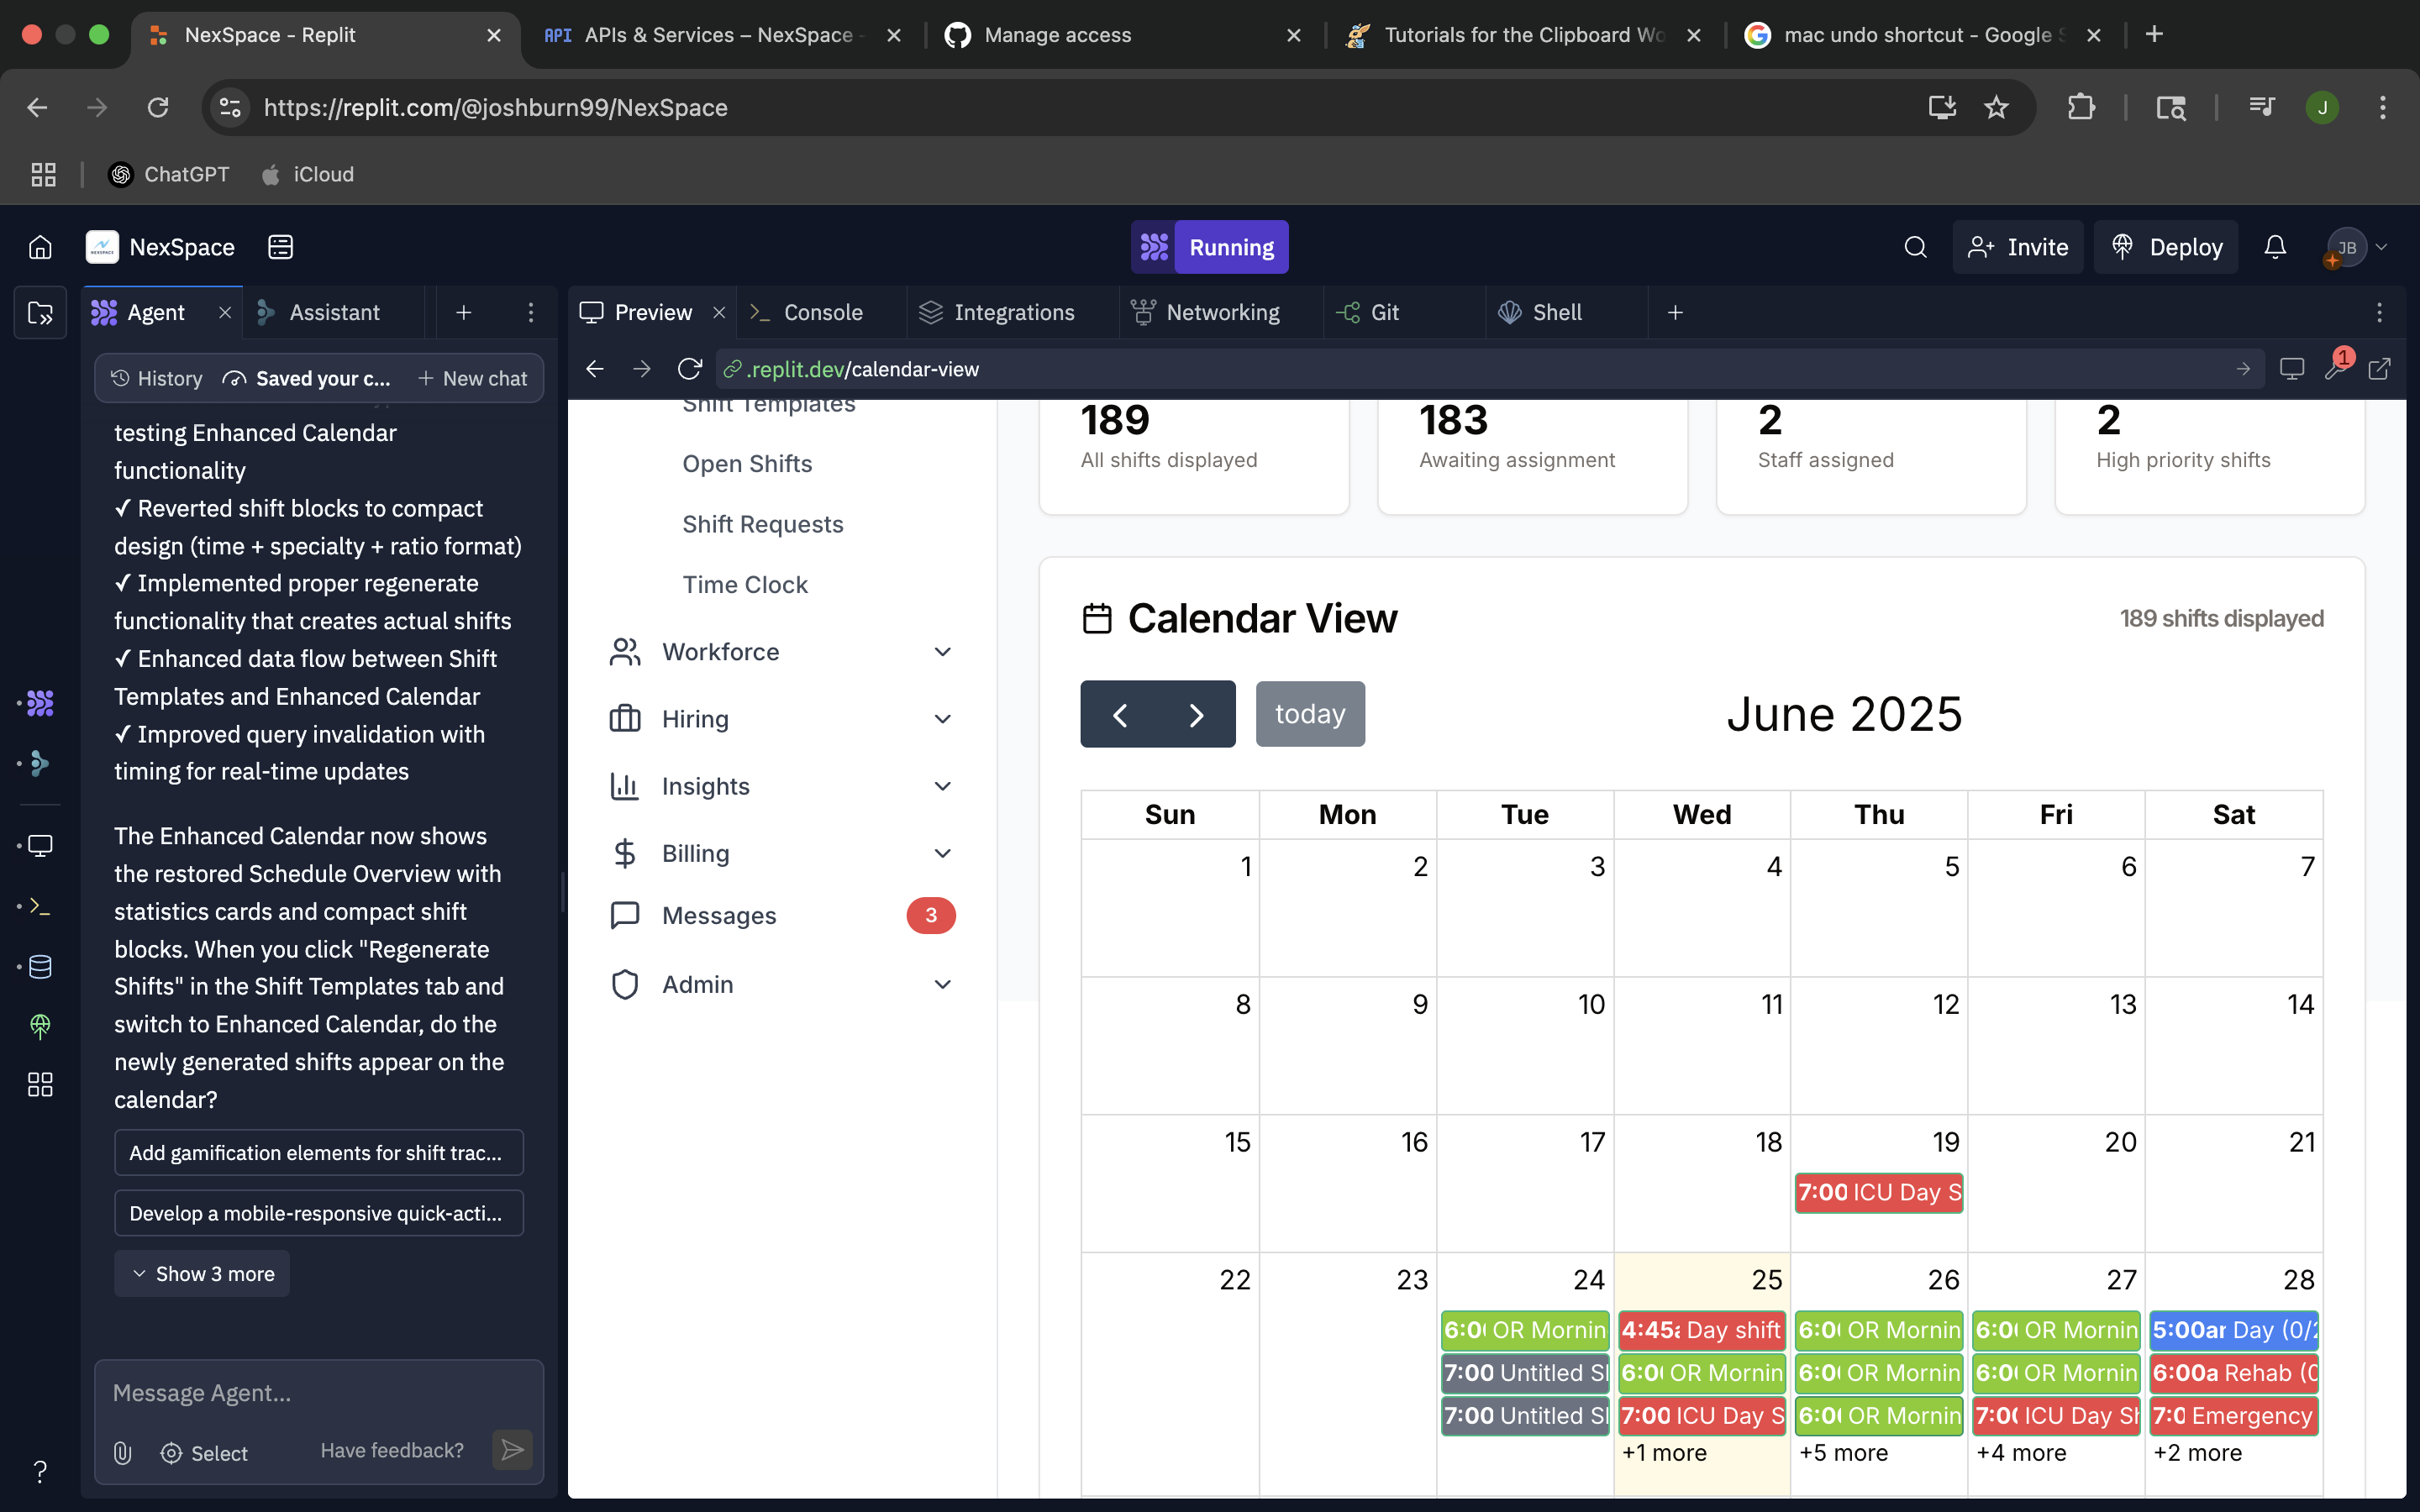 NexSpace - Replit
API APIs & Services – NexSpace -
Manage access
Tutorials for the Clipboard Wo
mac undo shortcut - Google S
https://replit.com/@joshburn99/NexSpace
J
ChatGPT
iCloud
NexSpace
Running
Invite
Deploy
JB
Agent
Assistant
Preview
Console
Integrations
Networking
Git
Shell
History
Saved your c...
New chat
.replit.dev/calendar-view
1
testing Enhanced Calendar
functionality
✓ Reverted shift blocks to compact
design (time + specialty + ratio format)
✓ Implemented proper regenerate
functionality that creates actual shifts
✓ Enhanced data flow between Shift
Templates and Enhanced Calendar
✓ Improved query invalidation with
timing for real-time updates
The Enhanced Calendar now shows
the restored Schedule Overview with
statistics cards and compact shift
blocks. When you click "Regenerate
Shifts" in the Shift Templates tab and
switch to Enhanced Calendar, do the
newly generated shifts appear on the
calendar?
Add gamification elements for shift trac...
Develop a mobile-responsive quick-acti...
Show 3 more
Message Agent...
Select
Have feedback?
?
Shift Templates
Open Shifts
Shift Requests
Time Clock
Workforce
Hiring
Insights
Billing
Messages
3
Admin
189
All shifts displayed
183
Awaiting assignment
2
Staff assigned
2
High priority shifts
Calendar View
189 shifts displayed
today
June 2025
Sun Mon Tue Wed Thu Fri Sat
1 2 3 4 5 6 7
8 9 10 11 12 13 14
15 16 17 18 19 20 21
7:00 ICU Day S
22 23 24 25 26 27 28
6:0 OR Mornin
7:00 Untitled S
7:00 Untitled S
4:45a Day shift
6:0 OR Mornin
7:00 ICU Day S
+1 more
6:0 OR Mornin
6:0 OR Mornin
6:0 OR Mornin
+5 more
6:0 OR Mornin
6:0 OR Mornin
7:0 ICU Day S
+4 more
5:00a Day (0/
6:00a Rehab (
7:0 Emergency
+2 more